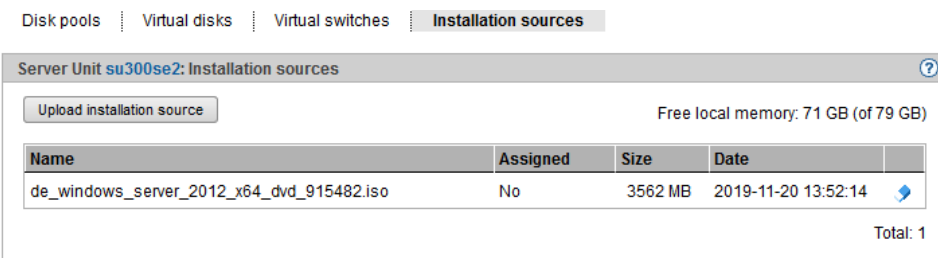 Disk pools Virtual disks Virtual switches Installation sources
Server Unit su300se2: Installation sources ?
Upload installation source Free local memory: 71 GB (of 79 GB)
Name Assigned Size Date
de_windows_server_2012_x64_dvd_915482.iso No 3562 MB 2019-11-20 13:52:14
Total: 1